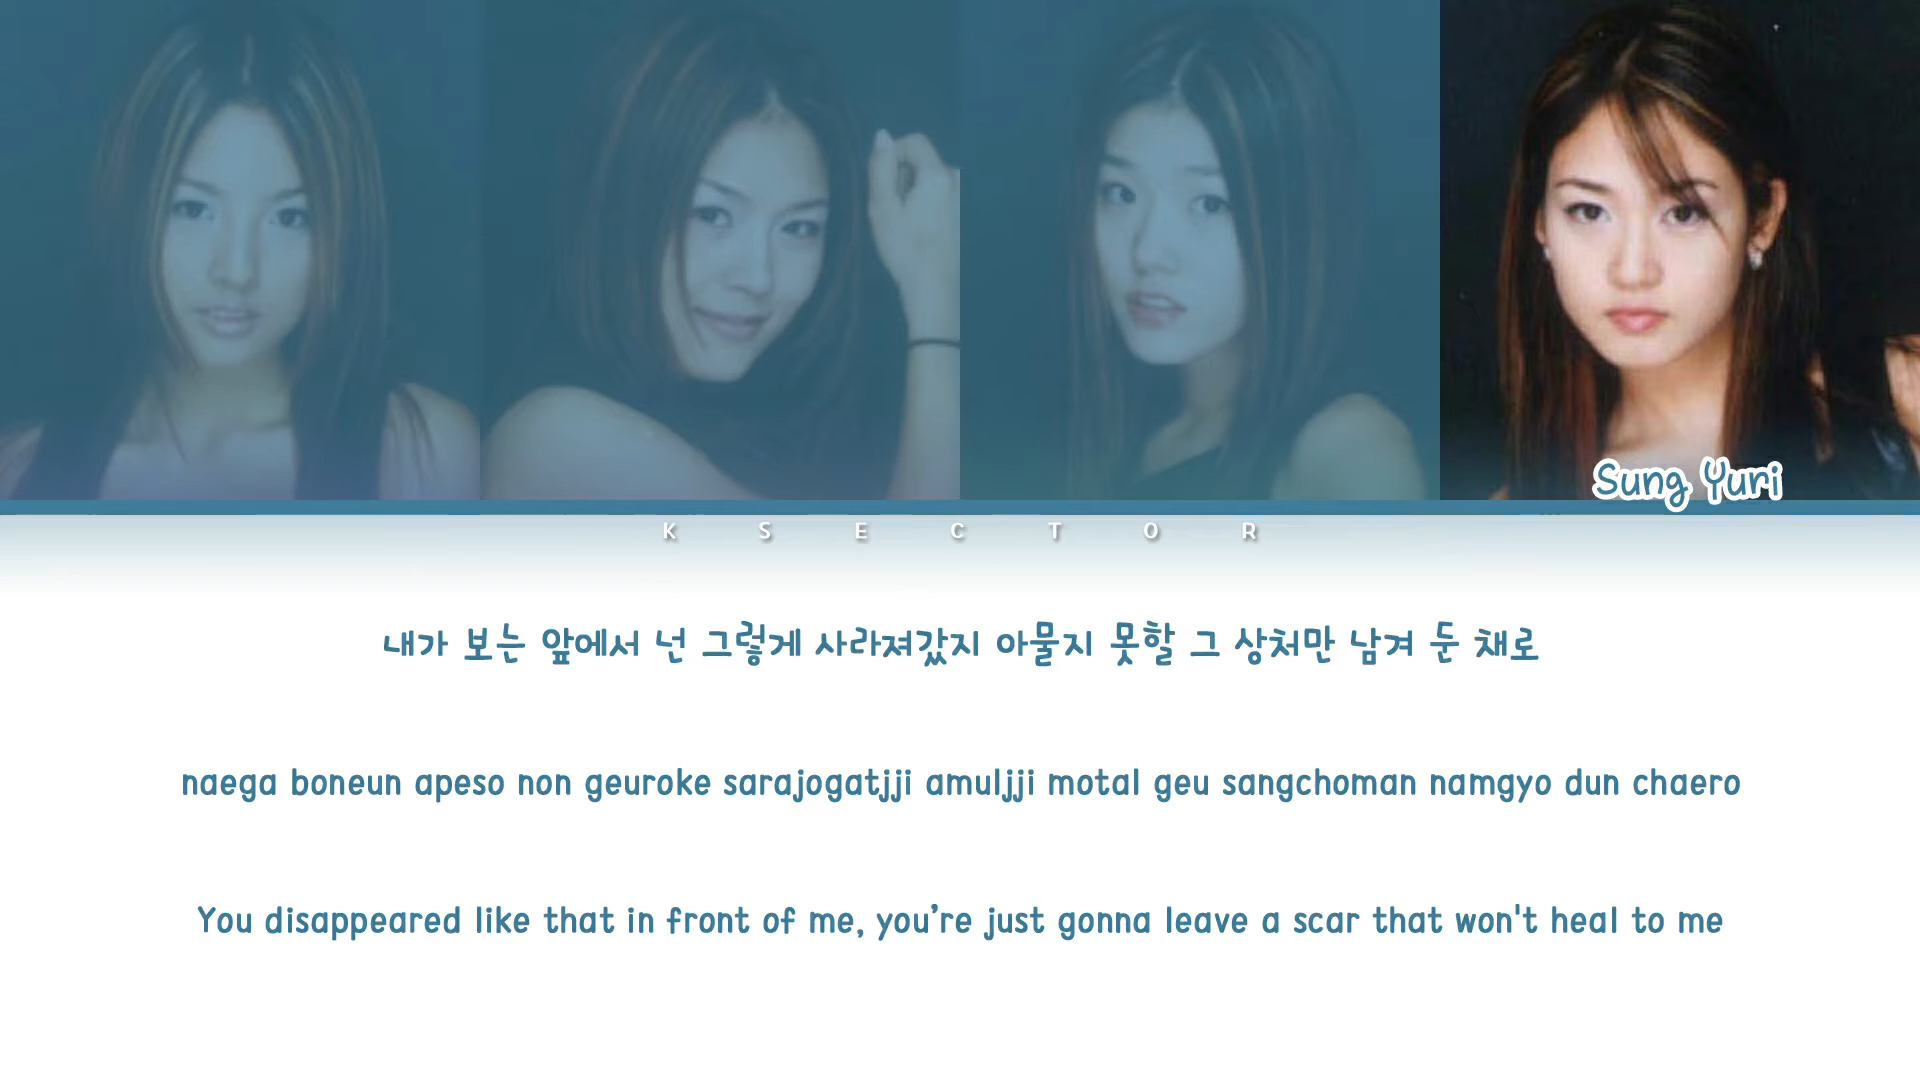 Sung Yuri
K S E C T O R
내가 보는 앞에서 넌 그렇게 사라져갔지 아물지 못할 그 상처만 남겨 둔 채로
naega boneun apeso non geuroke sarajogatjji amuljji motal geu sangchoman namgyo dun chaero
You disappeared like that in front of me, you’re just gonna leave a scar that won't heal to me